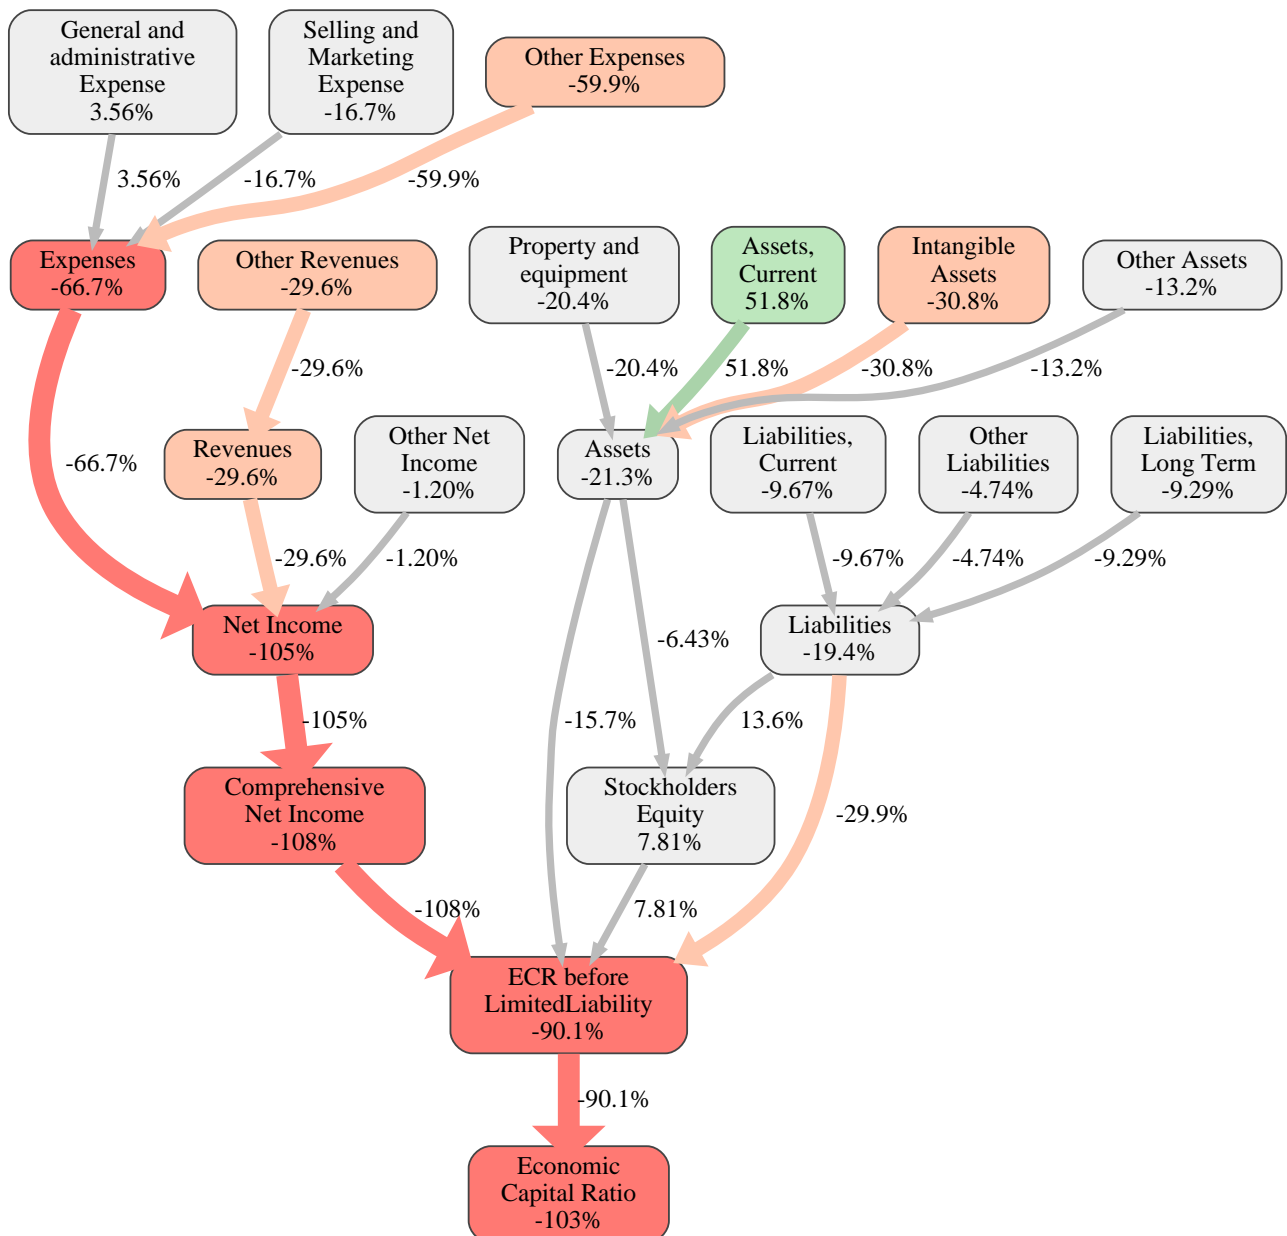 General and
administrative
Expense
3.56%
Selling and
Marketing
Expense
-16.7%
Other Expenses
-59.9%
3.56%
-16.7%
-59.9%
Expenses
-66.7%
Other Revenues
-29.6%
Property and
equipment
-20.4%
Assets,
Current
51.8%
Intangible
Assets
-30.8%
Other Assets
-13.2%
-29.6%
-20.4%
51.8%
-30.8%
-13.2%
-66.7%
Revenues
-29.6%
Other Net
Income
-1.20%
Assets
-21.3%
Liabilities,
Current
-9.67%
Other
Liabilities
-4.74%
Liabilities,
Long Term
-9.29%
-29.6%
-1.20%
-9.67%
-4.74%
-9.29%
Net Income
-105%
-6.43%
Liabilities
-19.4%
-105%
-15.7%
13.6%
Comprehensive
Net Income
-108%
Stockholders
Equity
7.81%
-29.9%
-108%
7.81%
ECR before
LimitedLiability
-90.1%
-90.1%
Economic
Capital Ratio
-103%